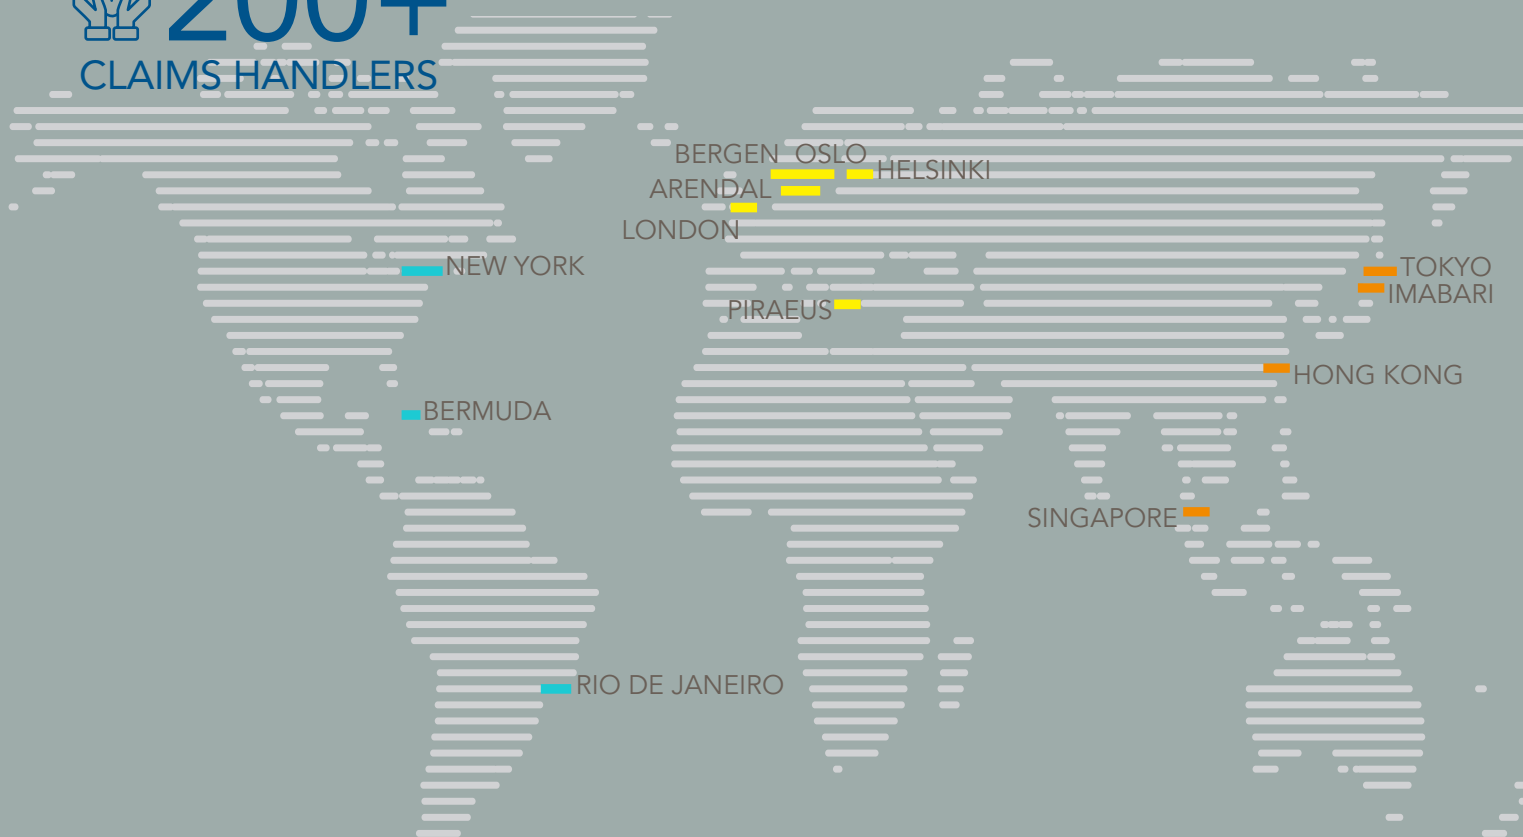 200+
CLAIMS HANDLERS
BERGEN OSLO
HELSINKI
ARENDAL
LONDON
NEW YORK
TOKYO
IMABARI
PIRAEUS
HONG KONG
BERMUDA
SINGAPORE
RIO DE JANEIRO